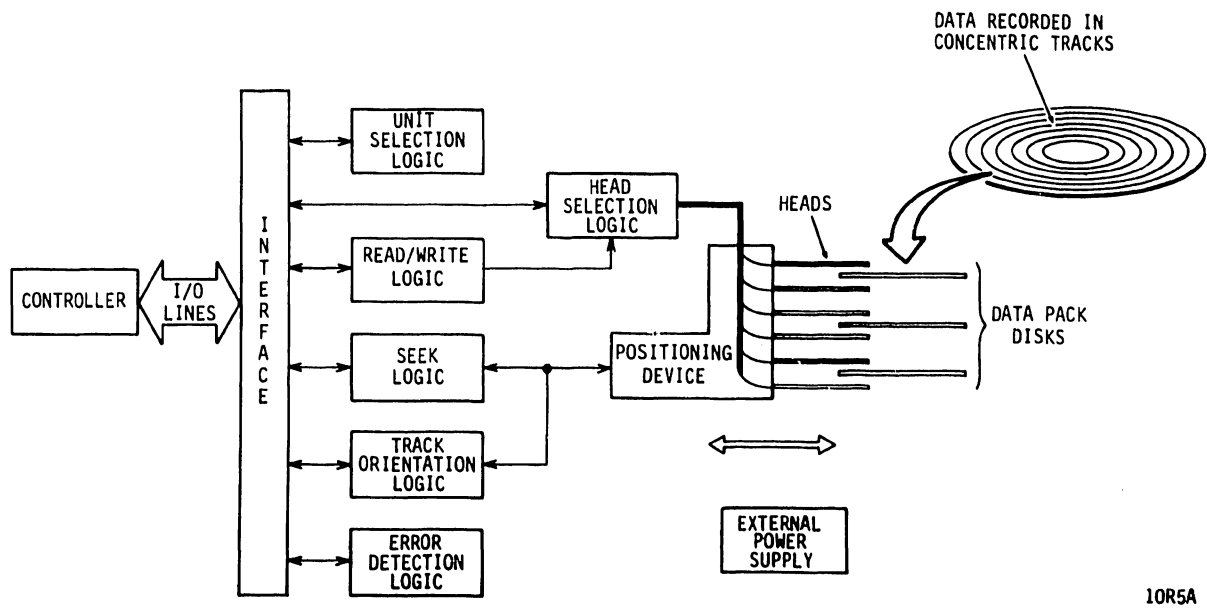 DATA RECORDED IN
CONCENTRIC TRACKS
UNIT
SELECTION
LOGIC
HEAD
SELECTION
LOGIC
HEADS
INTERFACE
READ/WRITE
LOGIC
CONTROLLER
I/O
LINES
DATA PACK
DISKS
SEEK
LOGIC
POSITIONING
DEVICE
TRACK
ORIENTATION
LOGIC
EXTERNAL
POWER
SUPPLY
ERROR
DETECTION
LOGIC
10R5A